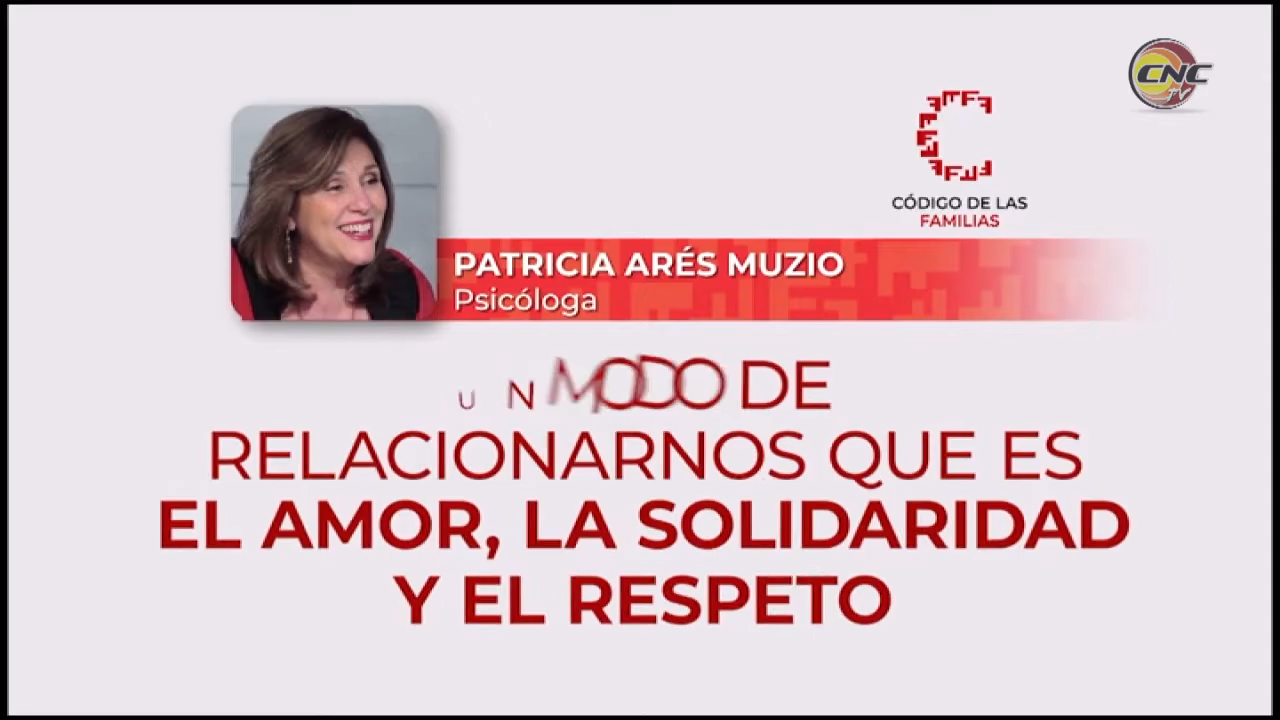 CNC TV
CÓDIGO DE LAS
FAMILIAS
PATRICIA ARÉS MUZIO
Psicóloga
UN MODO DE
RELACIONARNOS QUE ES
EL AMOR, LA SOLIDARIDAD
Y EL RESPETO